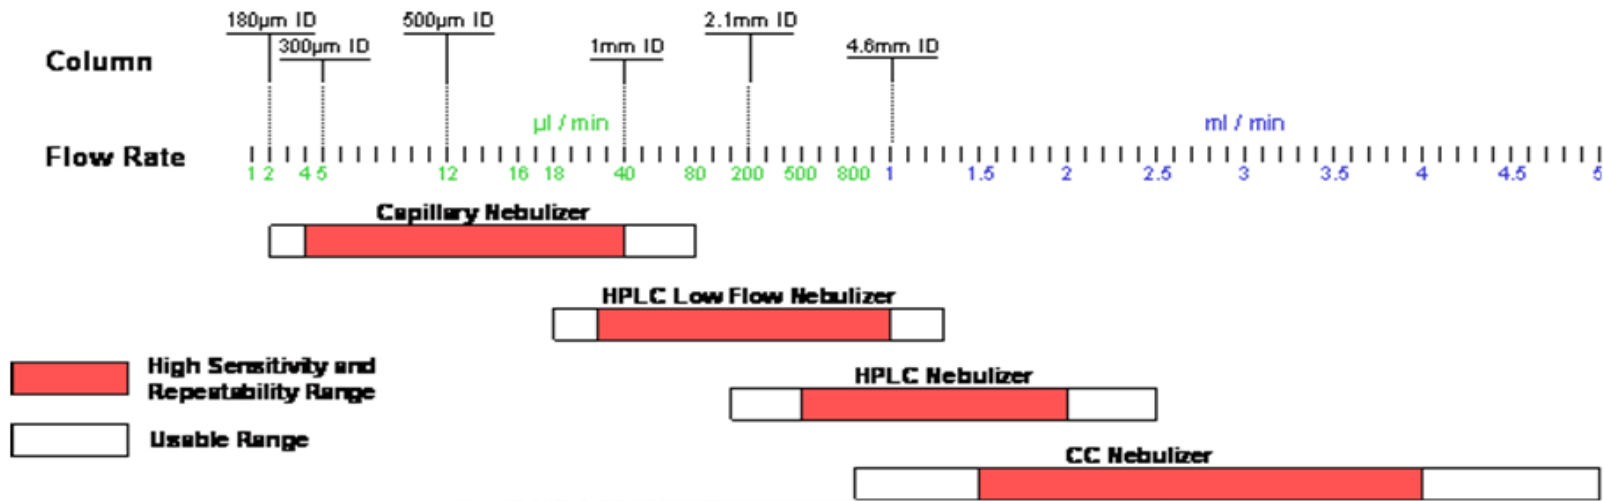 180µm ID 500µm ID 2.1mm ID
300µm ID 1mm ID 4.6mm ID
Column
µl / min ml / min
Flow Rate
1 2 4 5 12 16 18 40 80 200 500 800 1 1.5 2 2.5 3 3.5 4 4.5 5
Capillary Nebulizer
HPLC Low Flow Nebulizer
High Sensitivity and
Repeatability Range
HPLC Nebulizer
Usable Range
CC Nebulizer